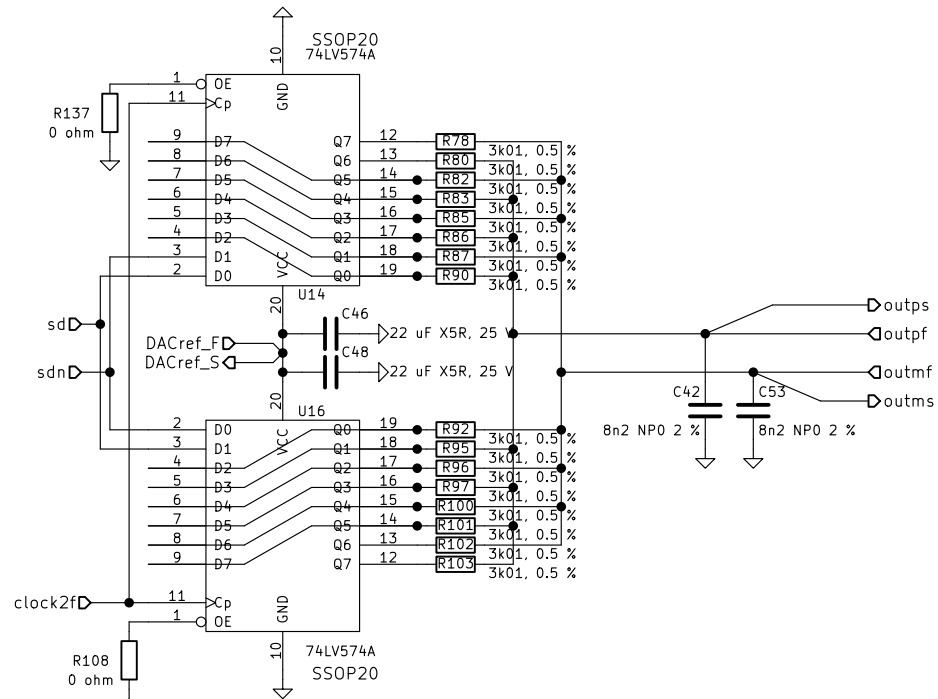 SSOP20
74LV574A
10
GND
1 OE
11 Cp
R137
0 ohm
9 D7 Q7 12 R78 3k01, 0.5 %
8 D6 Q6 13 R80 3k01, 0.5 %
7 D5 Q5 14 R82 3k01, 0.5 %
6 D4 Q4 15 R83 3k01, 0.5 %
5 D3 Q3 16 R85 3k01, 0.5 %
4 D2 Q2 17 R86 3k01, 0.5 %
3 D1 Q1 18 R87 3k01, 0.5 %
2 D0 Q0 19 R90 3k01, 0.5 %
VCC
20
U14
sd
sdn
DACref_F
DACref_S
C46
22 uF X5R, 25 V
C48
22 uF X5R, 25 V
outps
outpf
outmf
outms
C42
8n2 NP0 2 %
C53
8n2 NP0 2 %
20
U16
VCC
2 D0 Q0 19 R92 3k01, 0.5 %
3 D1 Q1 18 R95 3k01, 0.5 %
4 D2 Q2 17 R96 3k01, 0.5 %
5 D3 Q3 16 R97 3k01, 0.5 %
6 D4 Q4 15 R100 3k01, 0.5 %
7 D5 Q5 14 R101 3k01, 0.5 %
8 D6 Q6 13 R102 3k01, 0.5 %
9 D7 Q7 12 R103 3k01, 0.5 %
clock2f
11 Cp
1 OE
GND
10
R108
0 ohm
74LV574A
SSOP20